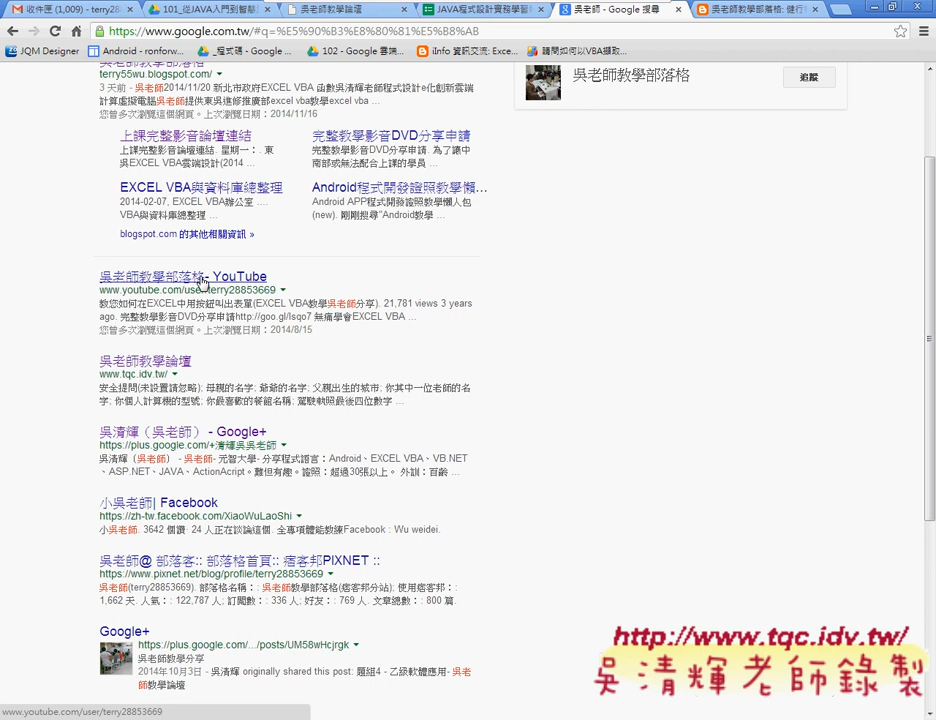 收件匣 (1,009) - terry28
101_從JAVA入門到智慧
吳老師教學論壇
JAVA程式設計實務學習
吳老師 - Google 搜尋
吳老師教學部落格: 健行
https://www.google.com.tw/#q=%E5%90%B3%E8%80%81%E5%B8%AB
JQM Designer
Android - ronforw...
_程式碼 - Google ...
102 - Google 雲端...
iInfo 資訊交流: Exce...
請問如何以VBA擷取...
吳老師教學部落格
terry55wu.blogspot.com/
3 天前 - 吳老師2014/11/20 新北市政府EXCEL VBA 函數吳清輝老師程式設計e化創新雲端
計算虛擬電腦吳老師提供東吳進修推廣部excel vba教學excel vba ...
您曾多次瀏覽這個網頁。上次瀏覽日期：2014/11/16
上課完整影音論壇連結
上課完整影音論壇連結. 星期一：. 東
吳EXCEL VBA雲端設計(2014 ...
完整教學影音DVD分享申請
完整教學影音DVD分享申請. 為了讓中
南部或無法配合上課的學員 ...
EXCEL VBA與資料庫總整理
2014-02-07, EXCEL VBA辦公室 ....
VBA與資料庫總整理 ...
Android程式開發證照教學懶...
Android APP程式開發證照教學懶人包
(new). 剛剛搜尋"Android教學 ...
blogspot.com 的其他相關資訊 »
吳老師教學部落格- YouTube
www.youtube.com/user/terry28853669
教您如何在EXCEL中用按鈕叫出表單(EXCEL VBA教學吳老師分享). 21,781 views 3 years
ago. 完整教學影音DVD分享申請http://goo.gl/Isqo7 無痛學會EXCEL VBA ...
您曾多次瀏覽這個網頁。上次瀏覽日期：2014/8/15
吳老師教學論壇
www.tqc.idv.tw/
安全提問(未設置請忽略); 母親的名字; 爺爺的名字; 父親出生的城市; 你其中一位老師的名
字; 你個人計算機的型號; 你最喜歡的餐館名稱; 駕駛執照最後四位數字 ...
吳清輝（吳老師） - Google+
https://plus.google.com/+清輝吳吳老師
吳清輝（吳老師） - 吳老師- 元智大學- 分享程式語言：Android、EXCEL VBA、VB.NET
、ASP.NET、JAVA、ActionAcript。難但有趣。證照：超過30張以上。 外訓：百齡 ...
小吳老師| Facebook
https://zh-tw.facebook.com/XiaoWuLaoShi
小吳老師. 3642 個讚· 24 人正在談論這個. 全專項體能教練Facebook : Wu weidei.
吳老師@ 部落客:: 部落格首頁:: 痞客邦PIXNET ::
https://www.pixnet.net/blog/profile/terry28853669
吳老師(terry28853669). 部落格名稱：: 吳老師教學部落格(痞客邦分站); 使用痞客邦：:
1,662 天. 人氣：: 122,787 人; 訂閱數：: 336 人; 好友：: 769 人. 文章總數：: 800 篇.
Google+
https://plus.google.com/.../posts/UM58wHcjrgk
吳老師教學分享
2014年10月3日 - 吳清輝 originally shared this post: 題組4 - 乙級軟體應用- 吳老
師教學論壇
吳老師教學部落格
追蹤
www.youtube.com/user/terry28853669
http://www.tqc.idv.tw/
吳清輝老師錄製